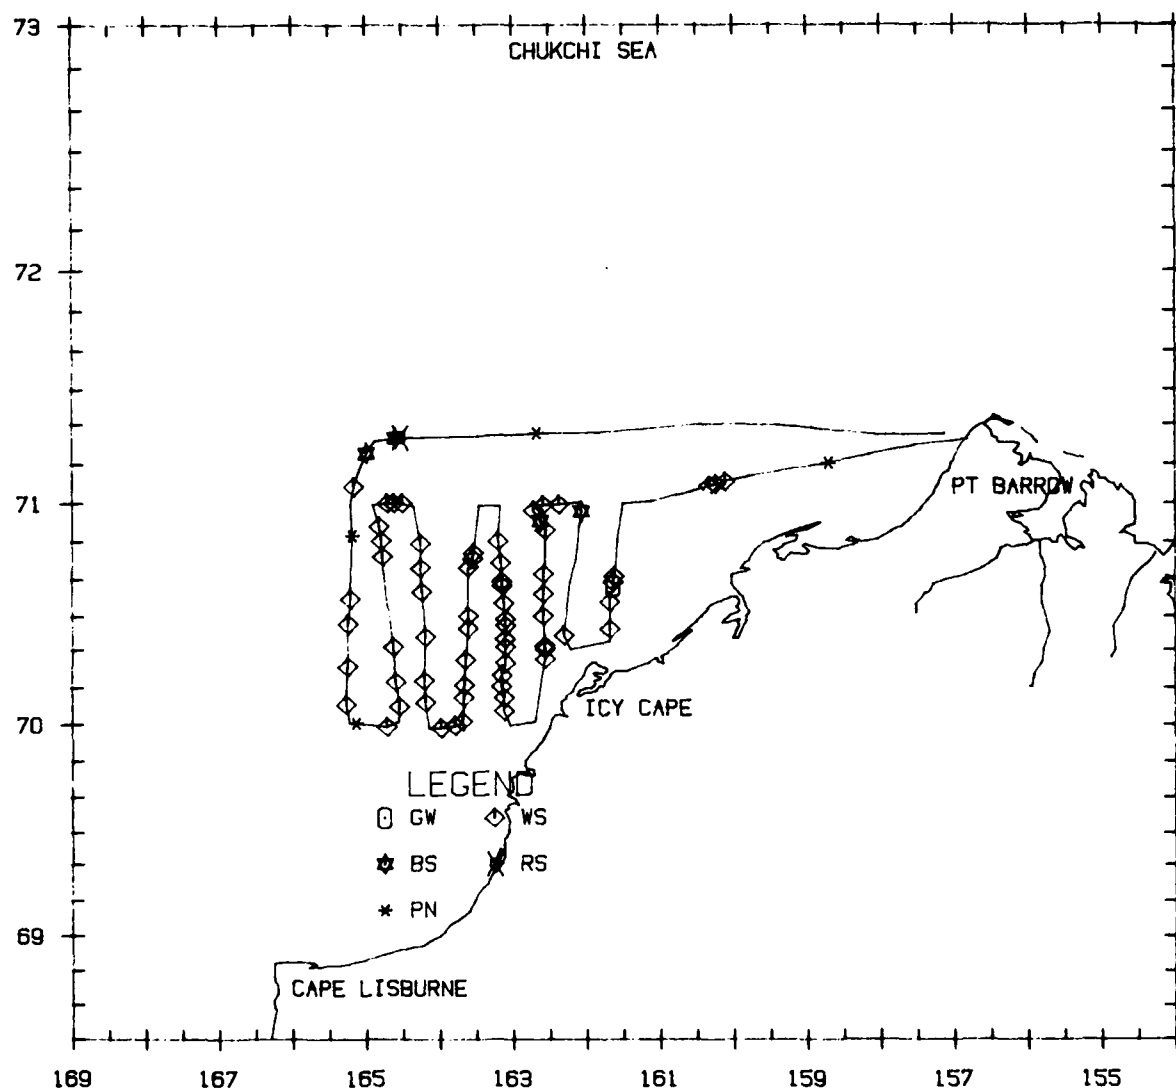 73
CHUKCHI SEA
72
71
PT BARROW
70
ICY CAPE
LEGEND
GW WS
BS RS
PN
69
CAPE LISBURNE
169 167 165 163 161 159 157 155